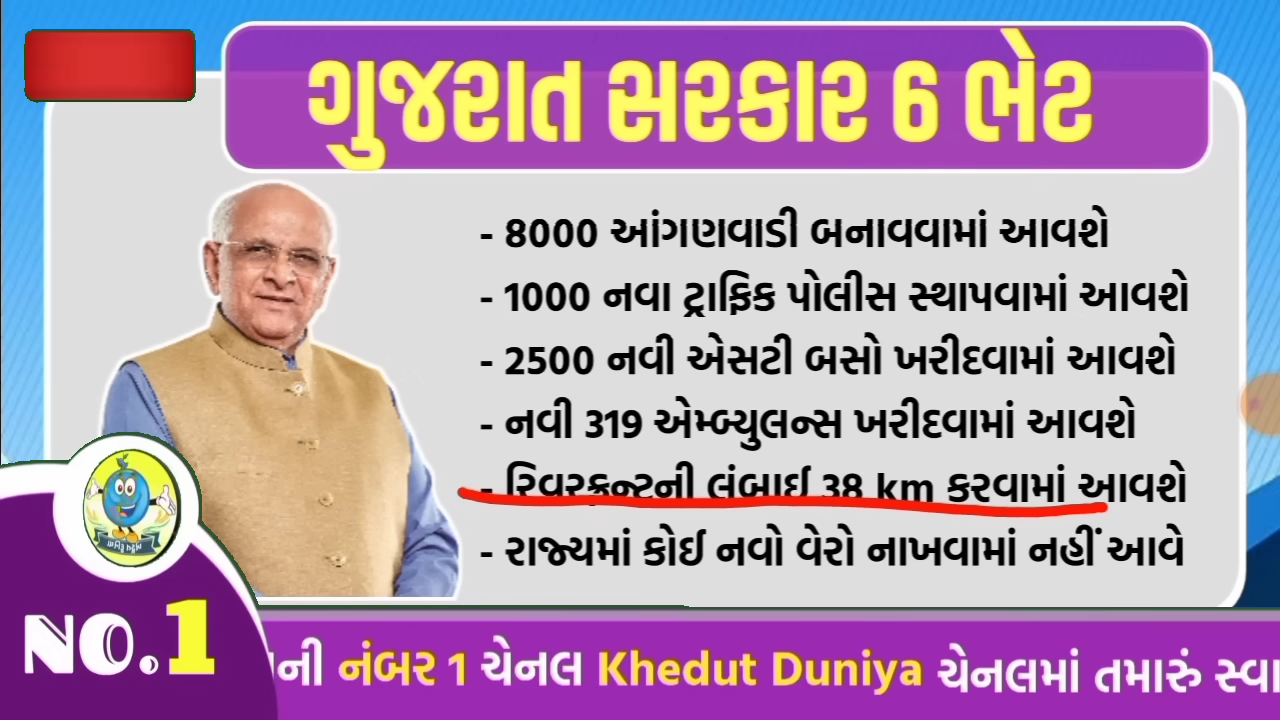 ગુજરાત સરકાર 6 ભેટ
- 8000 આંગણવાડી બનાવવામાં આવશે
- 1000 નવા ટ્રાફિક પોલીસ સ્થાપવામાં આવશે
- 2500 નવી એસટી બસો ખરીદવામાં આવશે
- નવી 319 એમ્બ્યુલન્સ ખરીદવામાં આવશે
- રિવરફ્રન્ટની લંબાઈ 38 km કરવામાં આવશે
- રાજ્યમાં કોઈ નવો વેરો નાખવામાં નહીં આવે
NO.1
ની નંબર 1 ચેનલ Khedut Duniya ચેનલમાં તમારું સ્વા